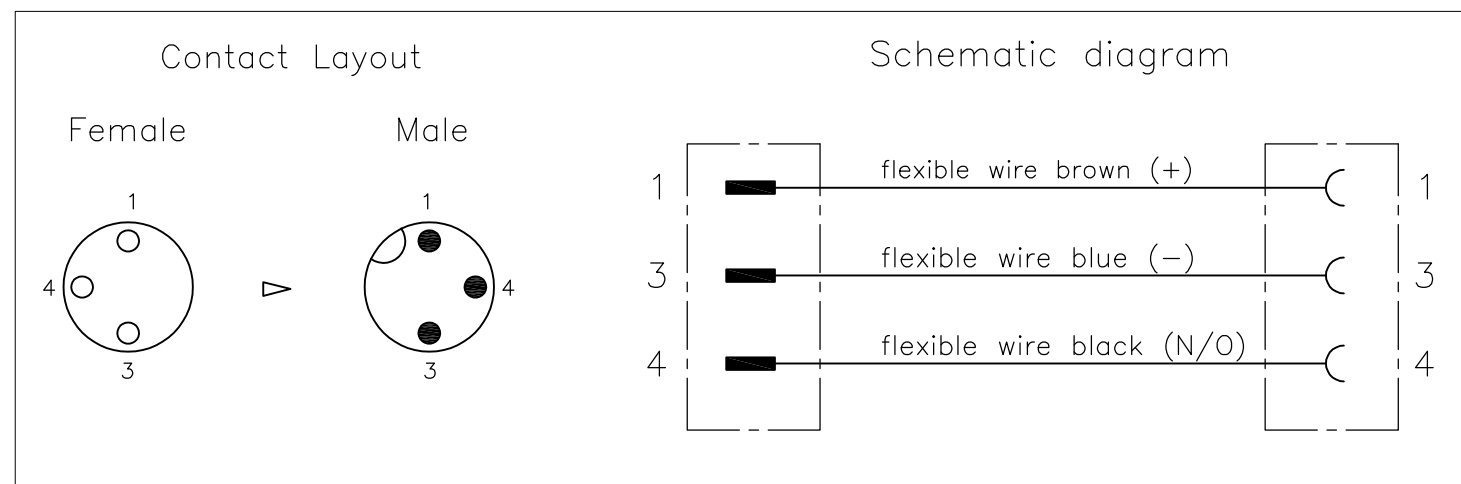 Contact Layout
Female
Male
1
4
3
1
4
3
Schematic diagram
1 flexible wire brown (+) 1
3 flexible wire blue (-) 3
4 flexible wire black (N/O) 4